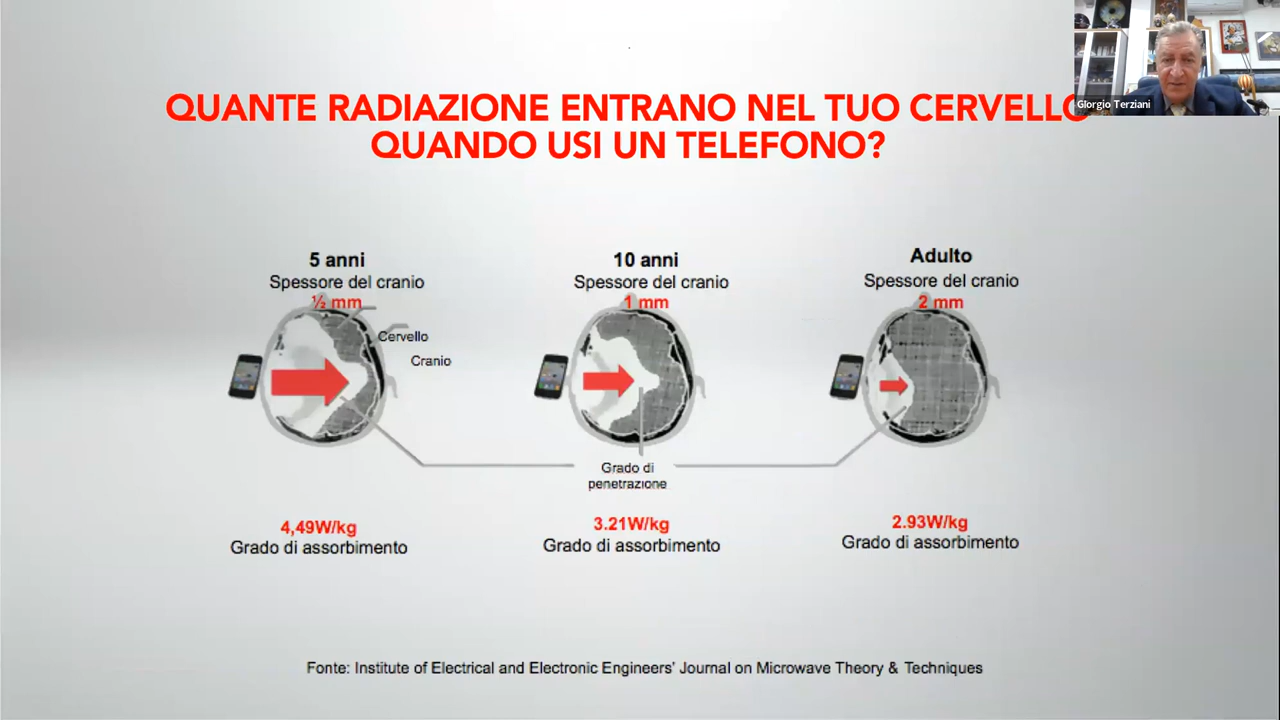 QUANTE RADIAZIONE ENTRANO NEL TUO CERVELLO
QUANDO USI UN TELEFONO?
Giorgio Terziani
5 anni
Spessore del cranio
½ mm
Cervello
Cranio
10 anni
Spessore del cranio
1 mm
Adulto
Spessore del cranio
2 mm
Grado di
penetrazione
4,49W/kg
Grado di assorbimento
3.21W/kg
Grado di assorbimento
2.93W/kg
Grado di assorbimento
Fonte: Institute of Electrical and Electronic Engineers' Journal on Microwave Theory & Techniques